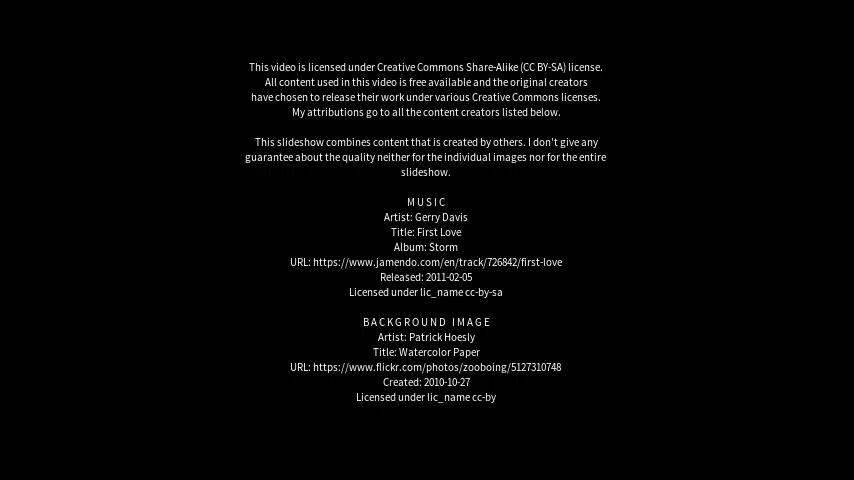 This video is licensed under Creative Commons Share-Alike (CC BY-SA) license.
All content used in this video is free available and the original creators
have chosen to release their work under various Creative Commons licenses.
My attributions go to all the content creators listed below.
This slideshow combines content that is created by others. I don't give any
guarantee about the quality neither for the individual images nor for the entire
slideshow.
MUSIC
Artist: Gerry Davis
Title: First Love
Album: Storm
URL: https://www.jamendo.com/en/track/726842/first-love
Released: 2011-02-05
Licensed under lic_name cc-by-sa
BACKGROUND IMAGE
Artist: Patrick Hoesly
Title: Watercolor Paper
URL: https://www.flickr.com/photos/zooboing/5127310748
Created: 2010-10-27
Licensed under lic_name cc-by